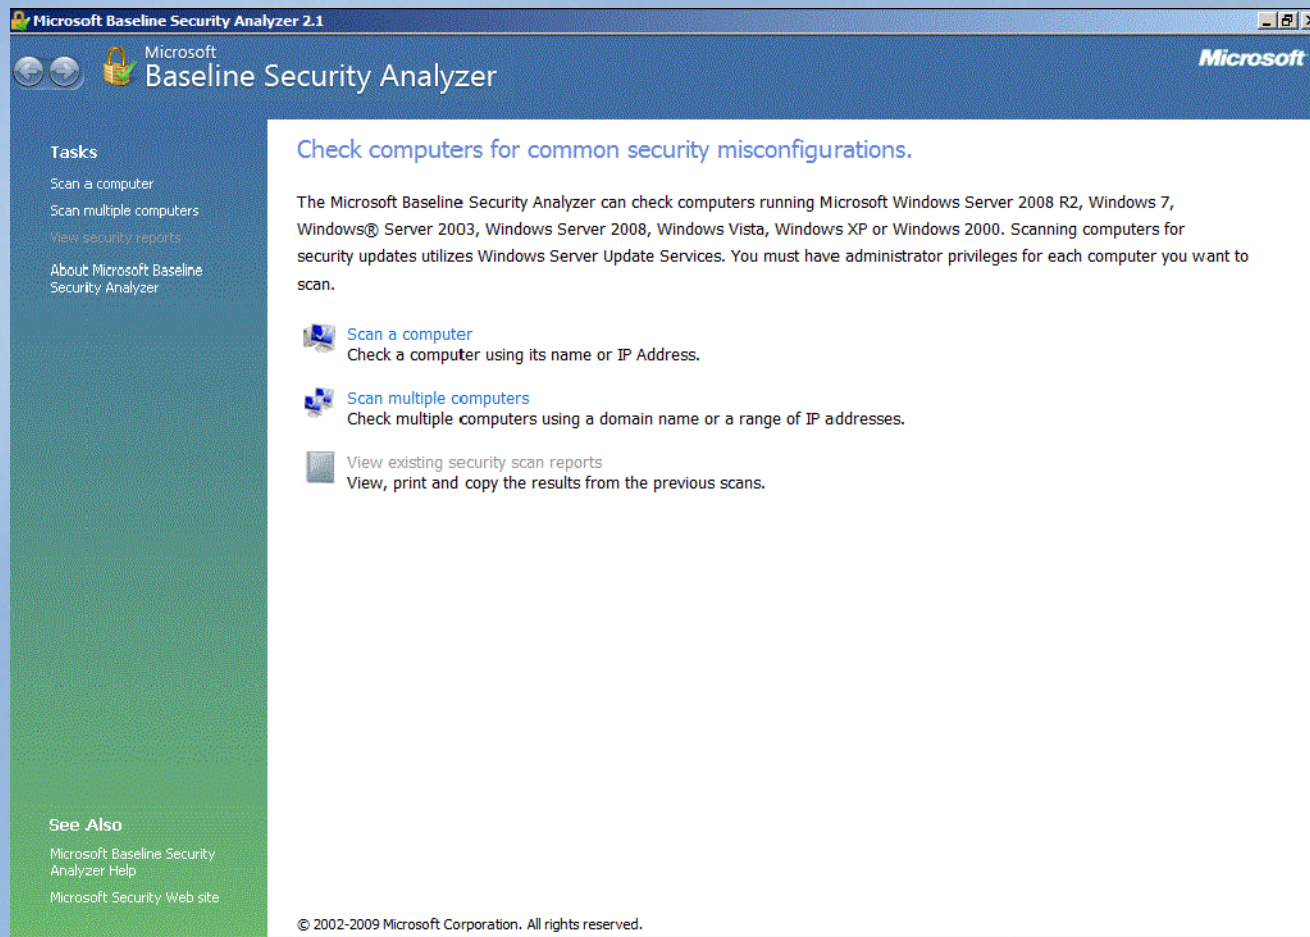 Microsoft Baseline Security Analyzer 2.1
Microsoft
Baseline Security Analyzer
Microsoft
Tasks
Scan a computer
Scan multiple computers
View security reports
About Microsoft Baseline
Security Analyzer
Check computers for common security misconfigurations.
The Microsoft Baseline Security Analyzer can check computers running Microsoft Windows Server 2008 R2, Windows 7,
Windows® Server 2003, Windows Server 2008, Windows Vista, Windows XP or Windows 2000. Scanning computers for
security updates utilizes Windows Server Update Services. You must have administrator privileges for each computer you want to
scan.
Scan a computer
Check a computer using its name or IP Address.
Scan multiple computers
Check multiple computers using a domain name or a range of IP addresses.
View existing security scan reports
View, print and copy the results from the previous scans.
See Also
Microsoft Baseline Security
Analyzer Help
Microsoft Security Web site
© 2002-2009 Microsoft Corporation. All rights reserved.